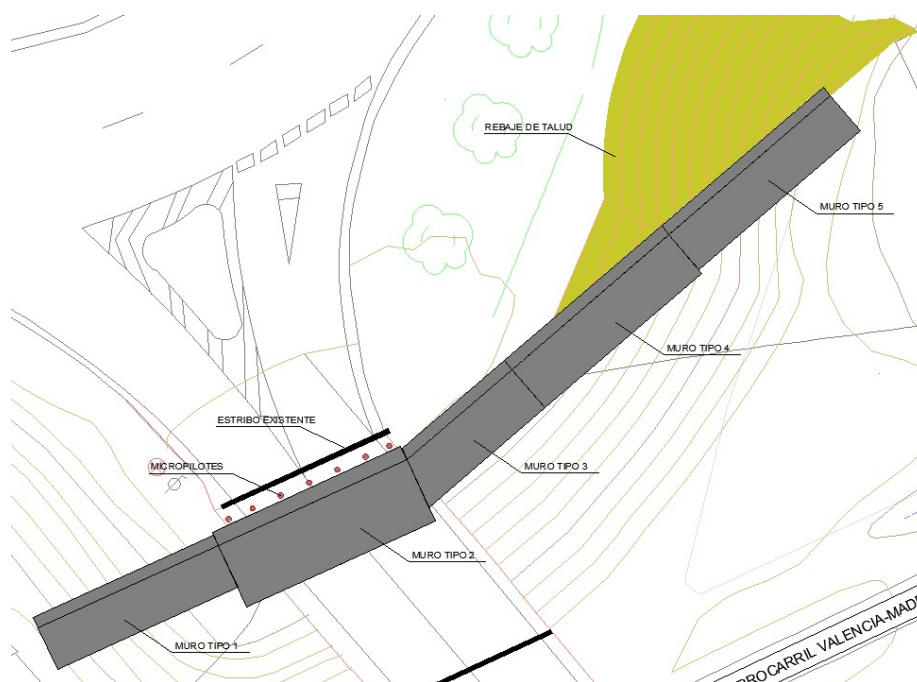 REBAJE DE TALUD
MURO TIPO 5
MURO TIPO 4
ESTRIBO EXISTENTE
MICROPILOTES
MURO TIPO 3
MURO TIPO 2
MURO TIPO 1
ROCARRIL VALENCIA-MAD